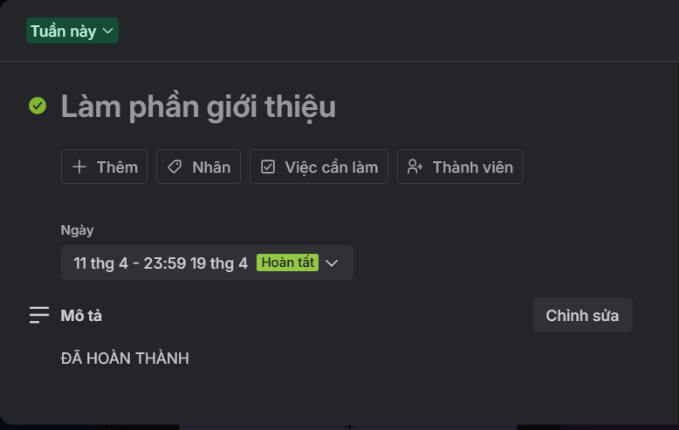 Tuần này
Làm phần giới thiệu
Thêm Nhãn Việc cần làm Thành viên
Ngày
11 thg 4 - 23:59 19 thg 4 Hoàn tất
Mô tả Chỉnh sửa
ĐÃ HOÀN THÀNH